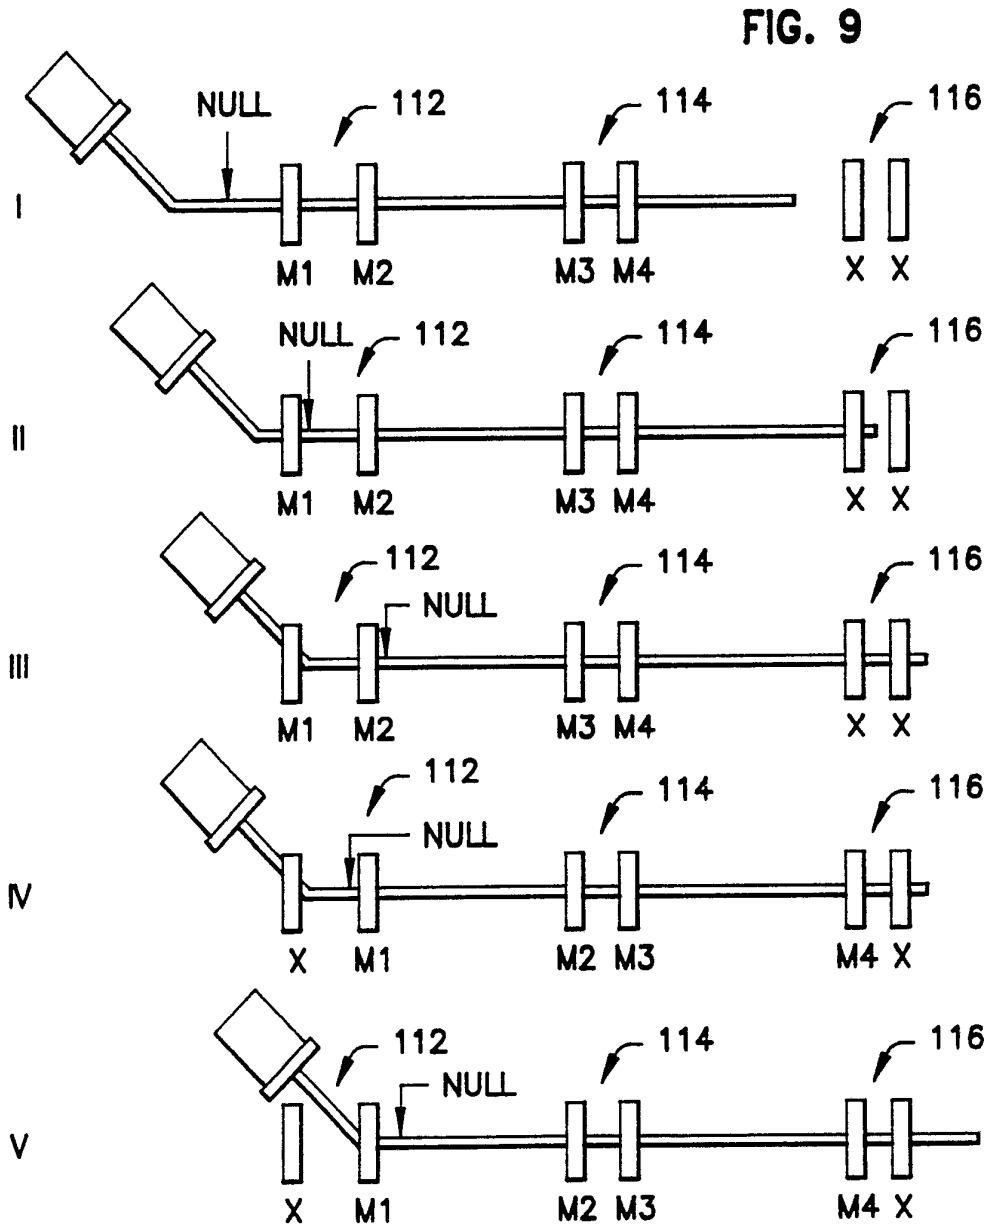 FIG. 9
NULL 112 114 116
I
M1 M2 M3 M4 X X
NULL 112 114 116
II
M1 M2 M3 M4 X X
112 NULL 114 116
III
M1 M2 M3 M4 X X
112 NULL 114 116
IV
X M1 M2 M3 M4 X
112 NULL 114 116
V
X M1 M2 M3 M4 X